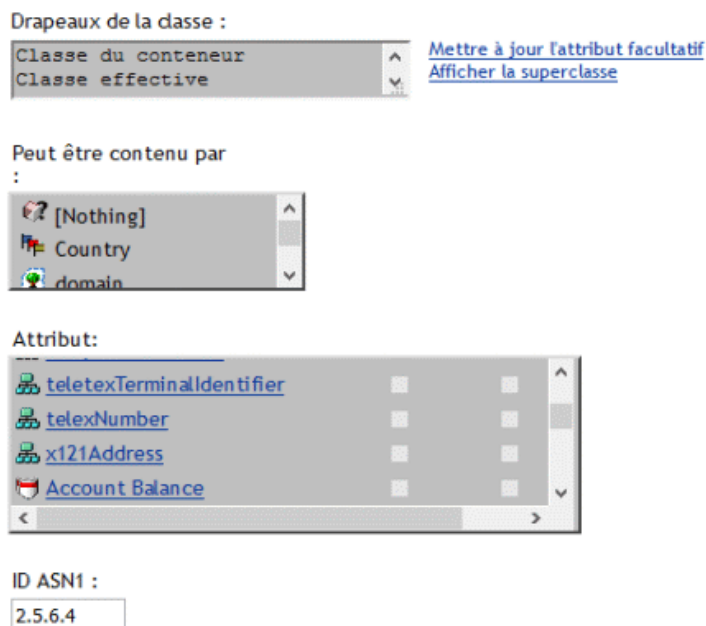 Drapeaux de la classe :
Classe du conteneur
Classe effective
Mettre à jour l'attribut facultatif
Afficher la superclasse
Peut être contenu par
:
[Nothing]
Country
domain
Attribut:
teletexTerminalIdentifier
telexNumber
x121Address
Account Balance
ID ASN1 :
2.5.6.4